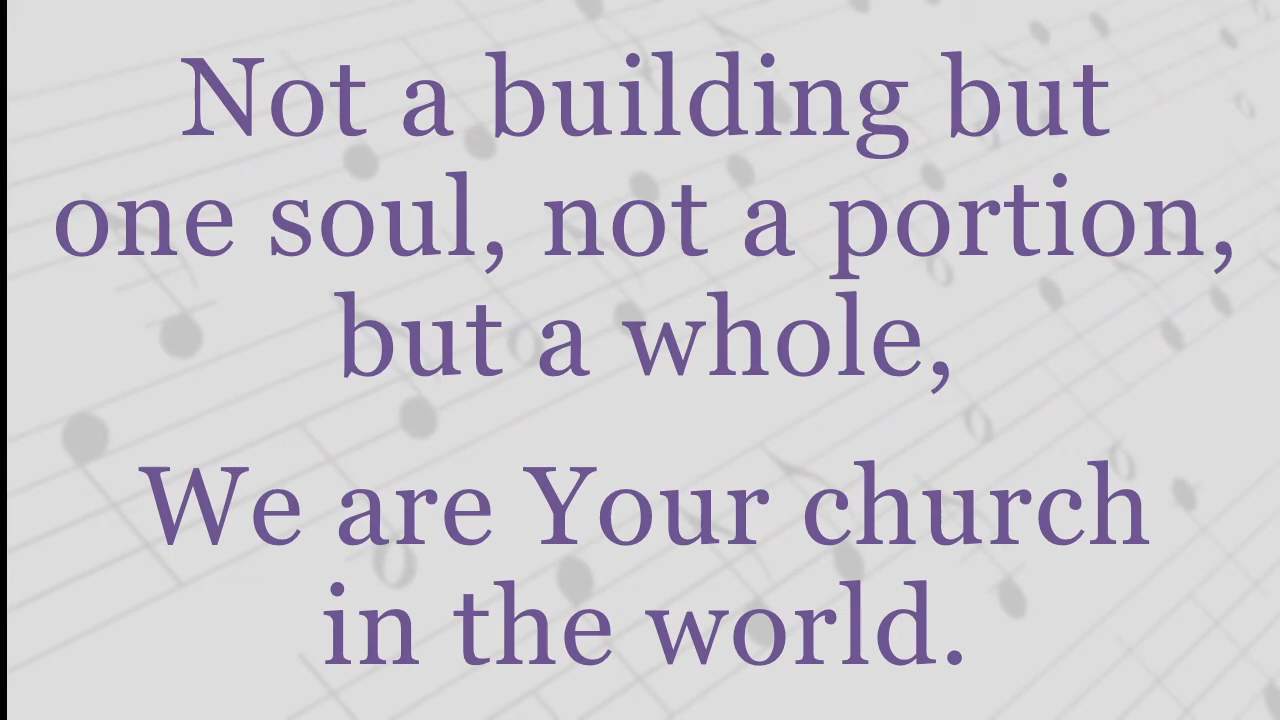 Not a building but
one soul, not a portion,
but a whole,
We are Your church
in the world.